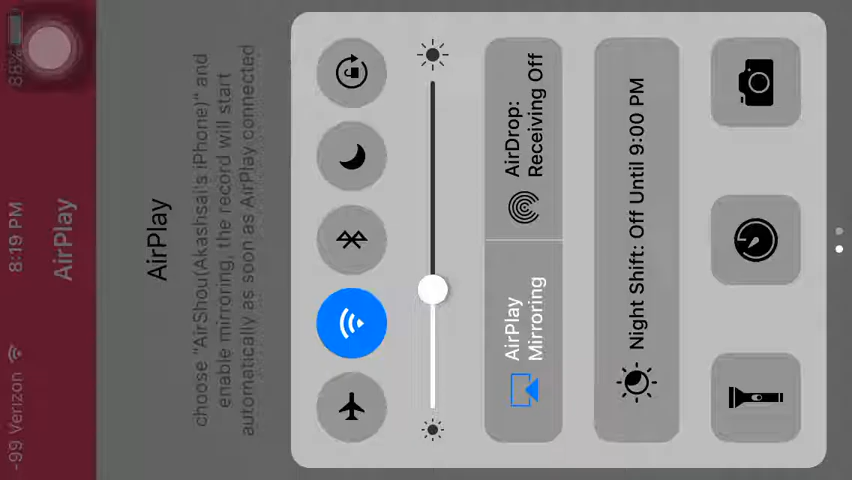 -99 Verizon 8:19 PM 88%
AirPlay
AirPlay
choose "AirShou(Akashsai's iPhone)" and
enable mirroring, the record will start
automatically as soon as AirPlay connected
AirPlay
Mirroring
AirDrop:
Receiving Off
Night Shift: Off Until 9:00 PM